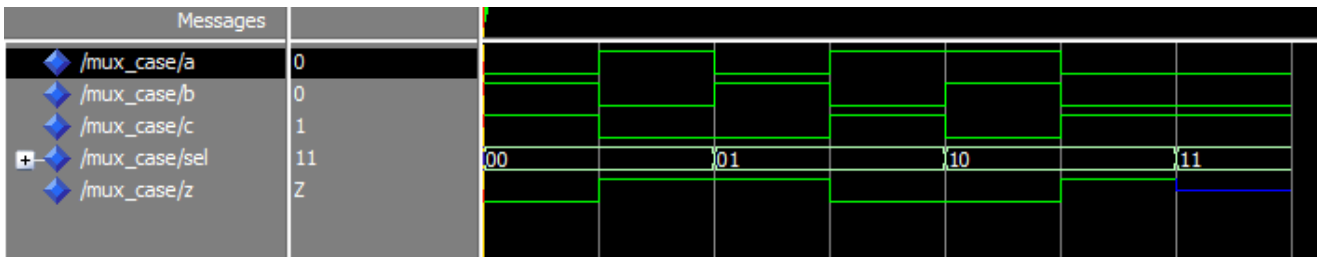 Messages
/mux_case/a 0
/mux_case/b 0
/mux_case/c 1
/mux_case/sel 11 00 01 10 11
/mux_case/z Z